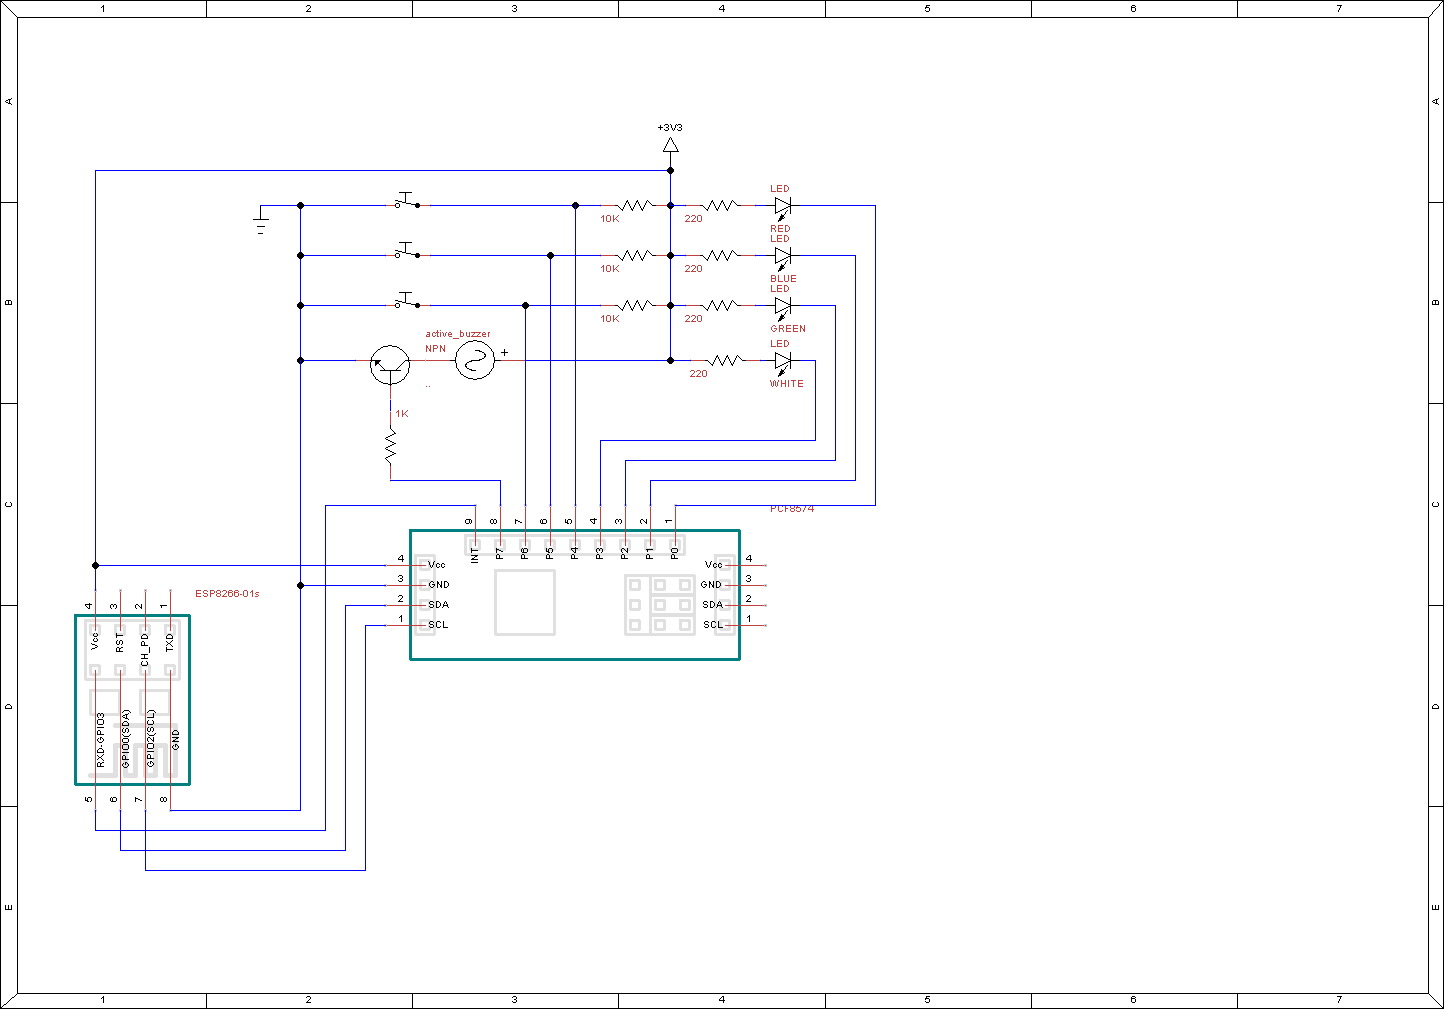 1 2 3 4 5 6 7
A A
+3V3
LED
10K 220
RED
LED
10K 220
BLUE
LED
B B
10K 220
GREEN
active_buzzer
NPN
+
LED
220
WHITE
..
1K
C C
PCF8574
9 8 7 6 5 4 3 2 1
INT P7 P6 P5 P4 P3 P2 P1 P0
4 Vcc Vcc 4
3 GND GND 3
2 SDA SDA 2
1 SCL SCL 1
ESP8266-01s
4 3 2 1
Vcc RST CH_PD TXD
D D
RXD-GPIO3 GPIO0(SDA) GPIO2(SCL) GND
5 6 7 8
E E
1 2 3 4 5 6 7